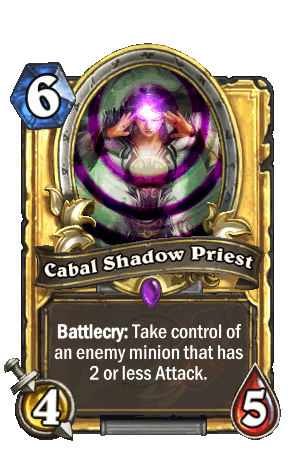 6
Cabal Shadow Priest
Battlecry: Take control of
an enemy minion that has
2 or less Attack.
4
5